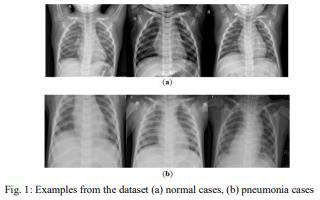 (a)
(b)
Fig. 1: Examples from the dataset (a) normal cases, (b) pneumonia cases